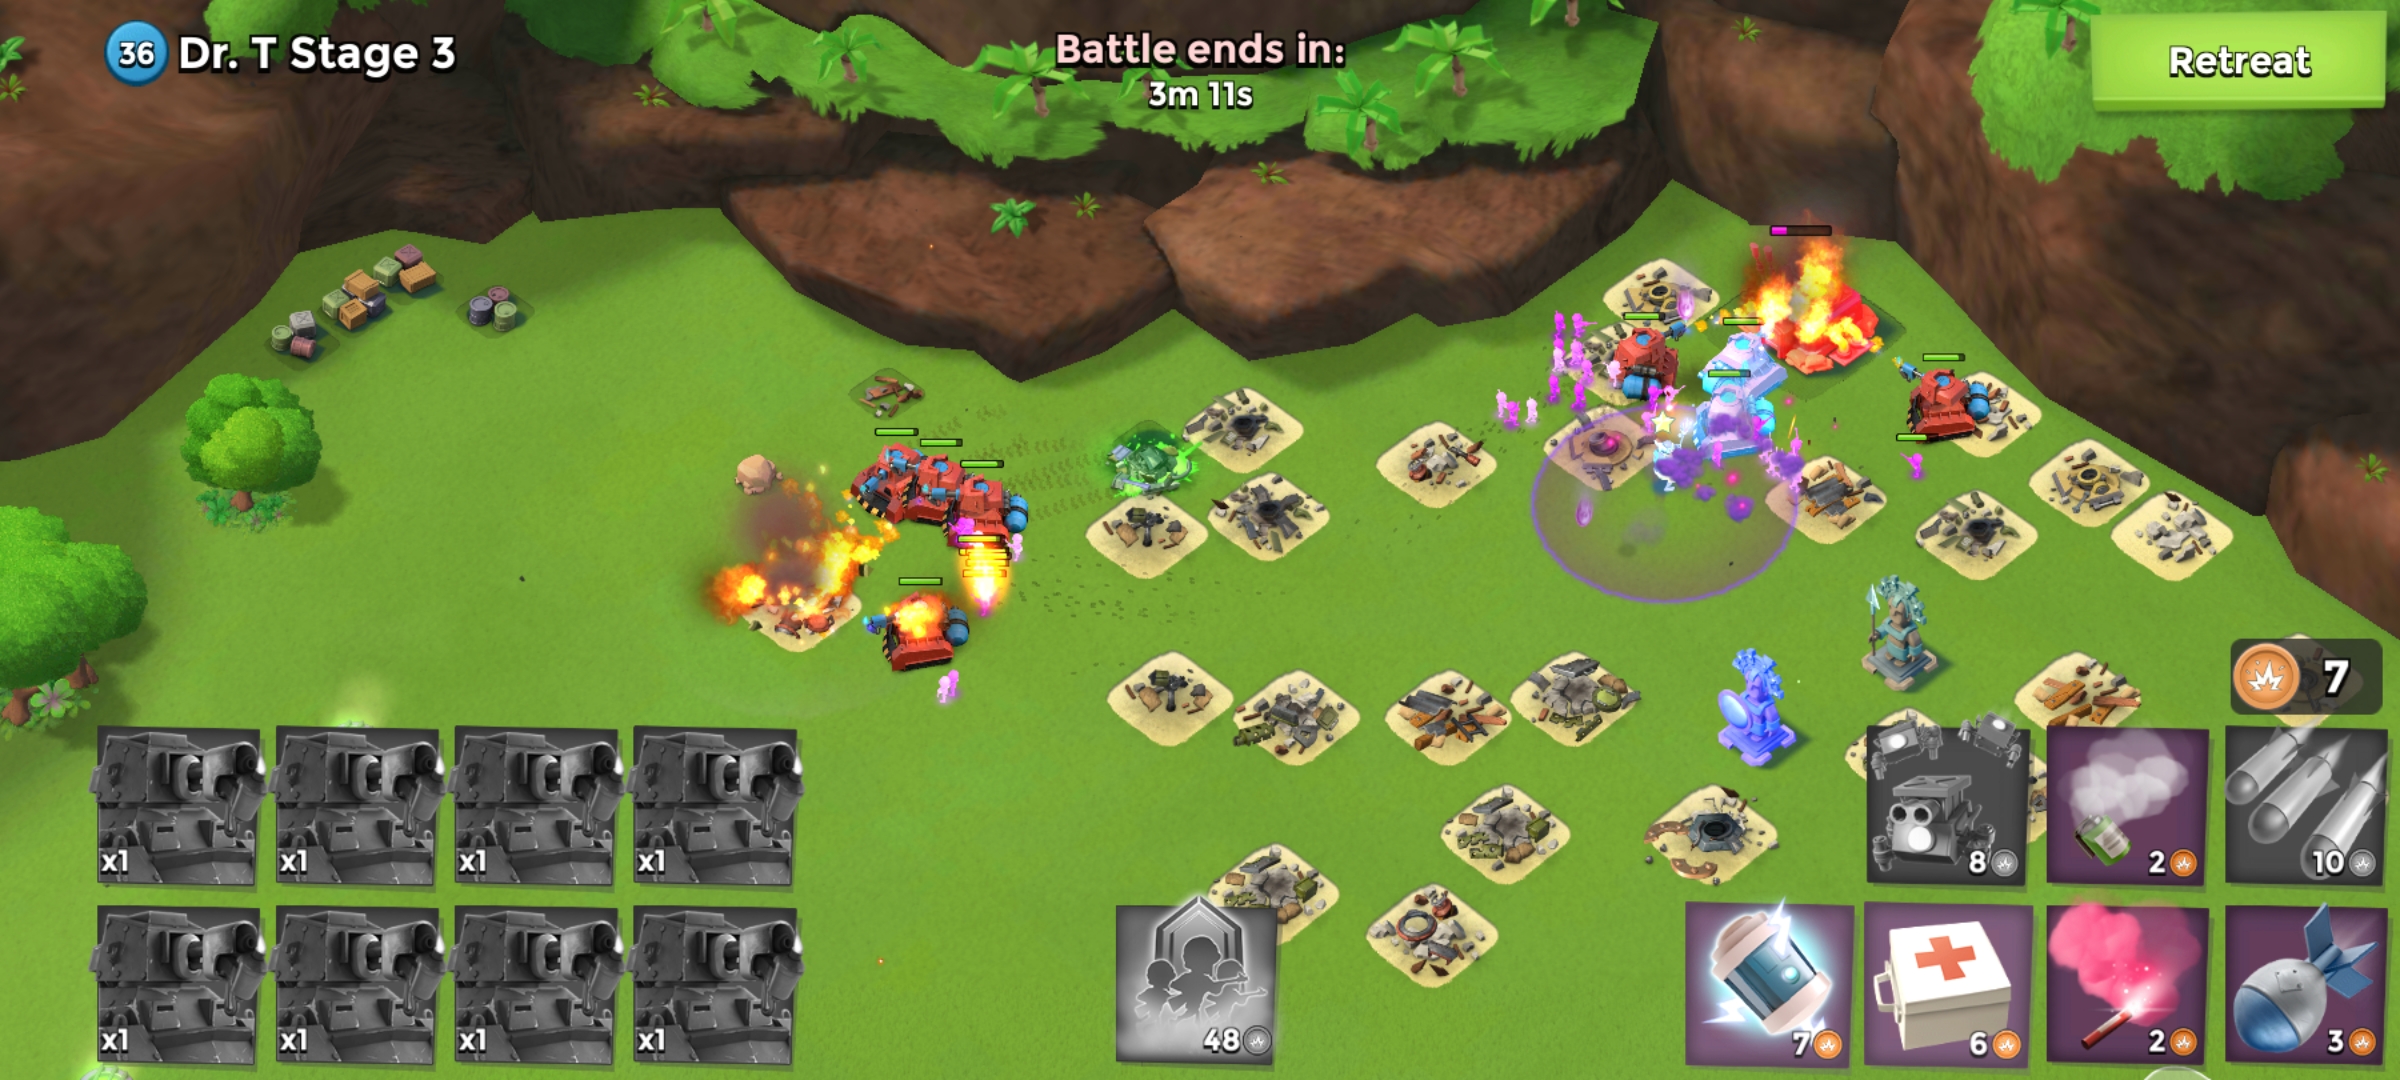 36 Dr. T Stage 3
Battle ends in:
3m 11s
Retreat
7
x1 x1 x1 x1
8 2 10
x1 x1 x1 x1
48 7 6 2 3